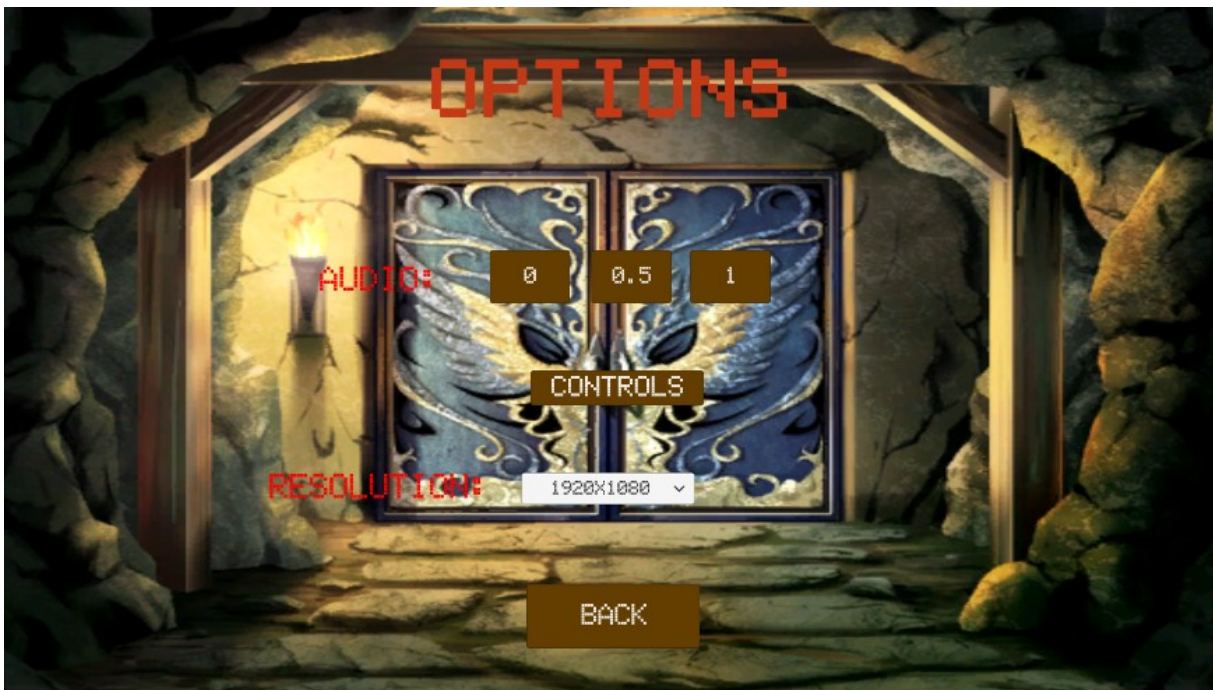 OPTIONS
AUDIO: 0 0.5 1
CONTROLS
RESOLUTION: 1920X1080
BACK